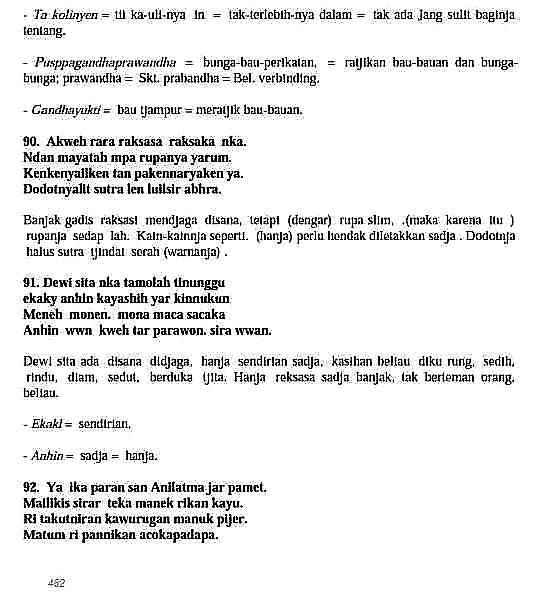 - Ta kolinyen = tii ka-uli-nya in = tak-terlebih-nya dalam = tak ada Jang sulit baginja
tentang.
- Pusppagandhaprawandha = bunga-bau-perikatan, = ratjikan bau-bauan dan bunga-
bunga; prawandha = Skt. prabandha = Bel. verbinding.
- Gandhayukti = bau tjampur = meratjik bau-bauan.
90. Akweh rara raksasa raksaka nka.
Ndan mayatah mpa rupanya yarum.
Kenkenyaliken tan pakennaryaken ya.
Dodotnyalit sutra len lulisir abhra.
Banjak gadis raksasi mendjaga disana, tetapi (dengar) rupa slim, .(maka karena itu )
rupanja sedap lah. Kain-kainnja seperti. (hanja) perlu hendak diletakkan sadja . Dodotnja
halus sutra tjindai serah (warnanja) .
91. Dewi sita nka tamolah tinunggu
ekaky anhin kayashih yar kinnukun
Meneh monen. mona maca sacaka
Anhin wwn kweh tar parawon. sira wwan.
Dewi sita ada disana didjaga, hanja sendirian sadja, kasihan beliau diku rung, sedih,
rindu, diam, sedut, berduka tjita. Hanja reksasa sadja banjak, tak berteman orang,
beliau.
- Ekaki = sendirian.
- Anhin = sadja = hanja.
92. Ya ika paran san Anilatma jar pamet.
Mallikis sirar teka manek rikan kayu.
Ri takutniran kawurugan manuk pijer.
Matum ri pannikan acokapadapa.
482